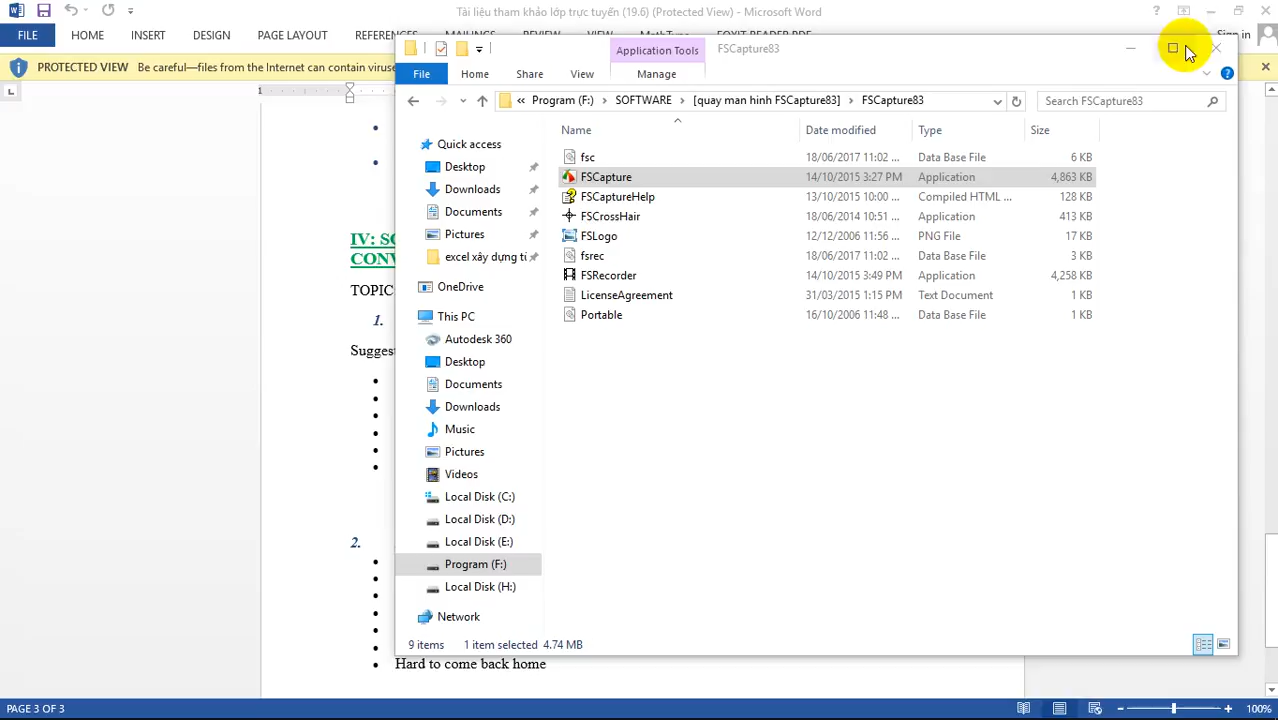 Tài liệu tham khảo lớp trực tuyến (19.6) (Protected View) - Microsoft Word
FILE HOME INSERT DESIGN PAGE LAYOUT REFERENCES
Sign in
PROTECTED VIEW Be careful—files from the Internet can contain viruse
Application Tools FSCapture83
File Home Share View Manage
« Program (F:) > SOFTWARE > [quay man hinh FSCapture83] > FSCapture83
Search FSCapture83
Name Date modified Type Size
fsc 18/06/2017 11:02 ... Data Base File 6 KB
FSCapture 14/10/2015 3:27 PM Application 4,863 KB
FSCaptureHelp 13/10/2015 10:00 ... Compiled HTML ... 128 KB
FSCrossHair 18/06/2014 10:51 ... Application 413 KB
FSLogo 12/12/2006 11:56 ... PNG File 17 KB
fsrec 18/06/2017 11:02 ... Data Base File 3 KB
FSRecorder 14/10/2015 3:49 PM Application 4,258 KB
LicenseAgreement 31/03/2015 1:15 PM Text Document 1 KB
Portable 16/10/2006 11:48 ... Data Base File 1 KB
Quick access
Desktop
Downloads
Documents
Pictures
excel xây dựng từ
OneDrive
This PC
Autodesk 360
Desktop
Documents
Downloads
Music
Pictures
Videos
Local Disk (C:)
Local Disk (D:)
Local Disk (E:)
Program (F:)
Local Disk (H:)
Network
9 items 1 item selected 4.74 MB
1
IV: SO
CONV
TOPIC
1.
Suggest
2.
Hard to come back home
PAGE 3 OF 3
100%